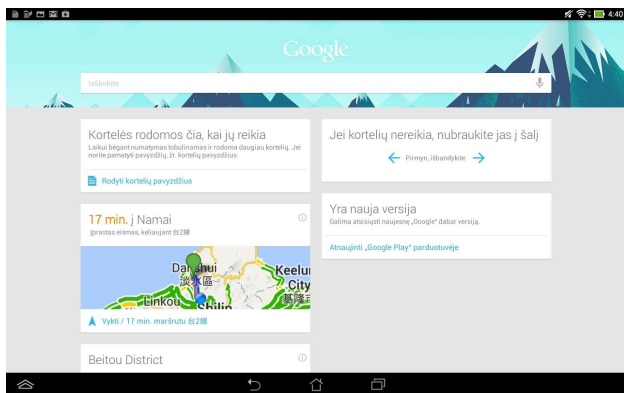 4:40
Google
Ieškokite
Kortelės rodomos čia, kai jų reikia
Laikui bėgant numatymas tobulinamas ir rodoma daugiau kortelių. Jei
norite pamatyti pavyzdžių, žr. kortelių pavyzdžius.
Rodyti kortelių pavyzdžius
17 min. į Namai
Įprastas eismas, keliaujant 台2線
Danshui
淡水區
Keelu
City
基隆市
Linkou
Shilin
Vykti / 17 min. maršrutu 台2線
Beitou District
Jei kortelių nereikia, nubraukite jas į šalį
Pirmyn, išbandykite.
Yra nauja versija
Galima atsisiųsti naujesnę „Google“ dabar versiją.
Atnaujinti „Google Play“ parduotuvėje